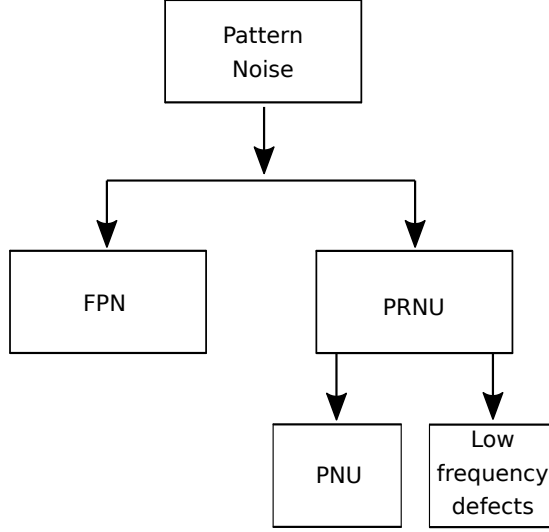 Pattern
Noise
FPN
PRNU
PNU
Low
frequency
defects